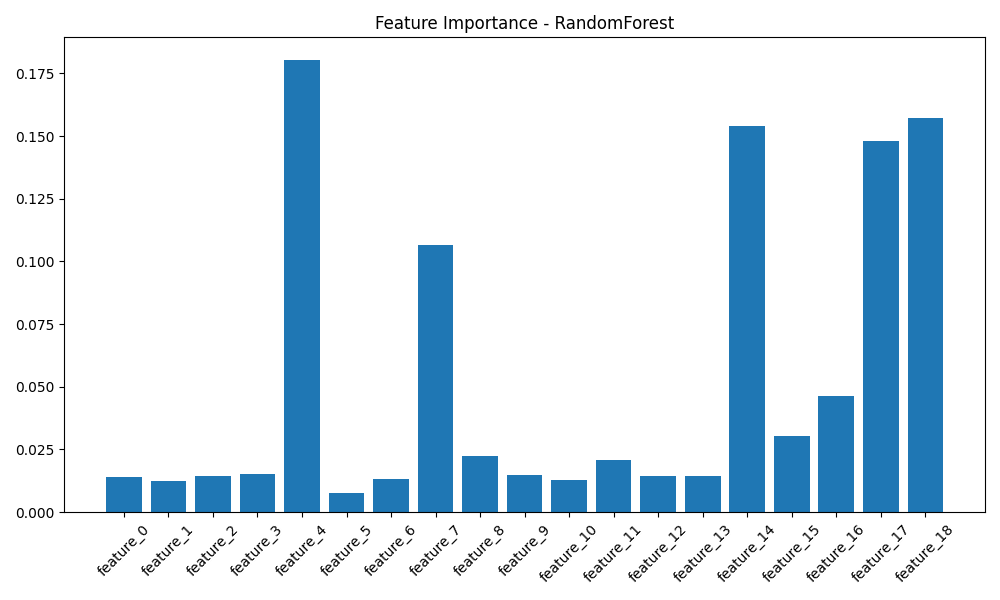 Feature Importance - RandomForest
0.175
0.150
0.125
0.100
0.075
0.050
0.025
0.000
feature_0
feature_1
feature_2
feature_3
feature_4
feature_5
feature_6
feature_7
feature_8
feature_9
feature_10
feature_11
feature_12
feature_13
feature_14
feature_15
feature_16
feature_17
feature_18